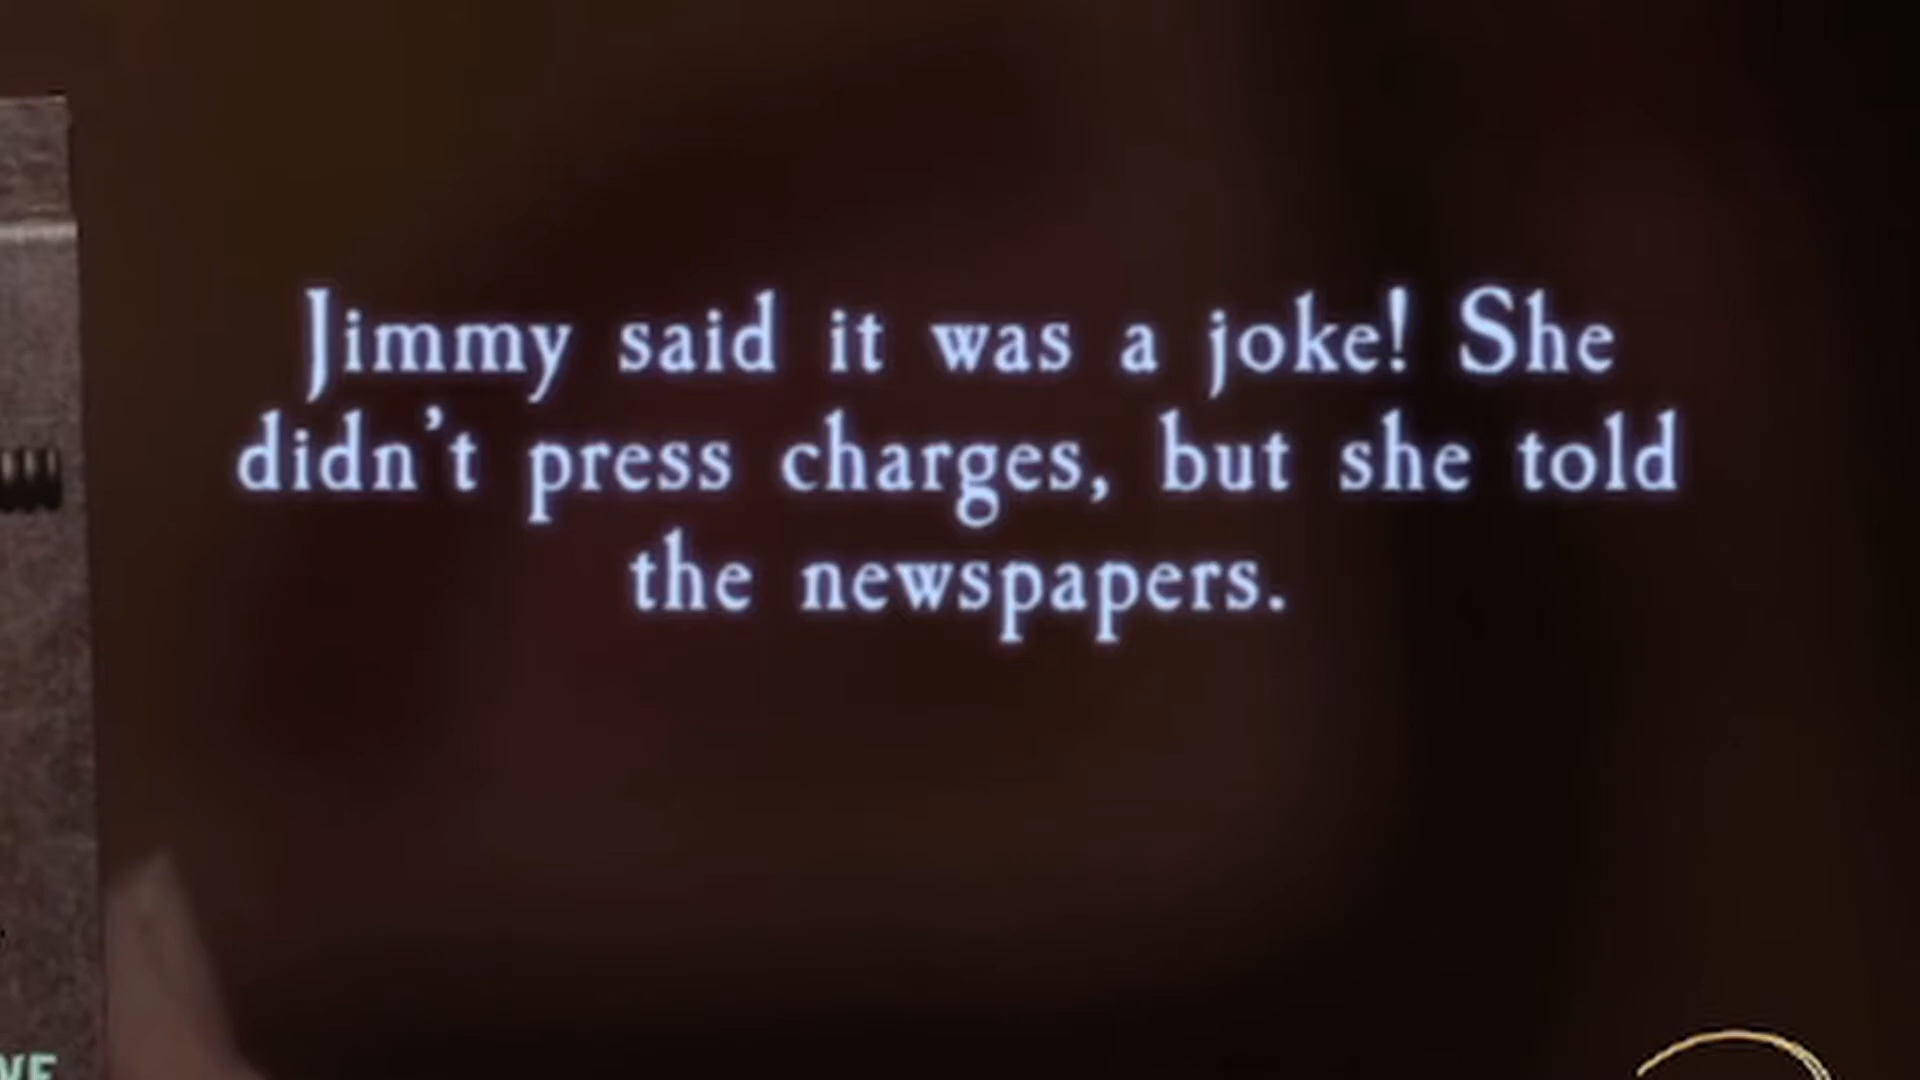 Jimmy said it was a joke! She
didn't press charges, but she told
the newspapers.